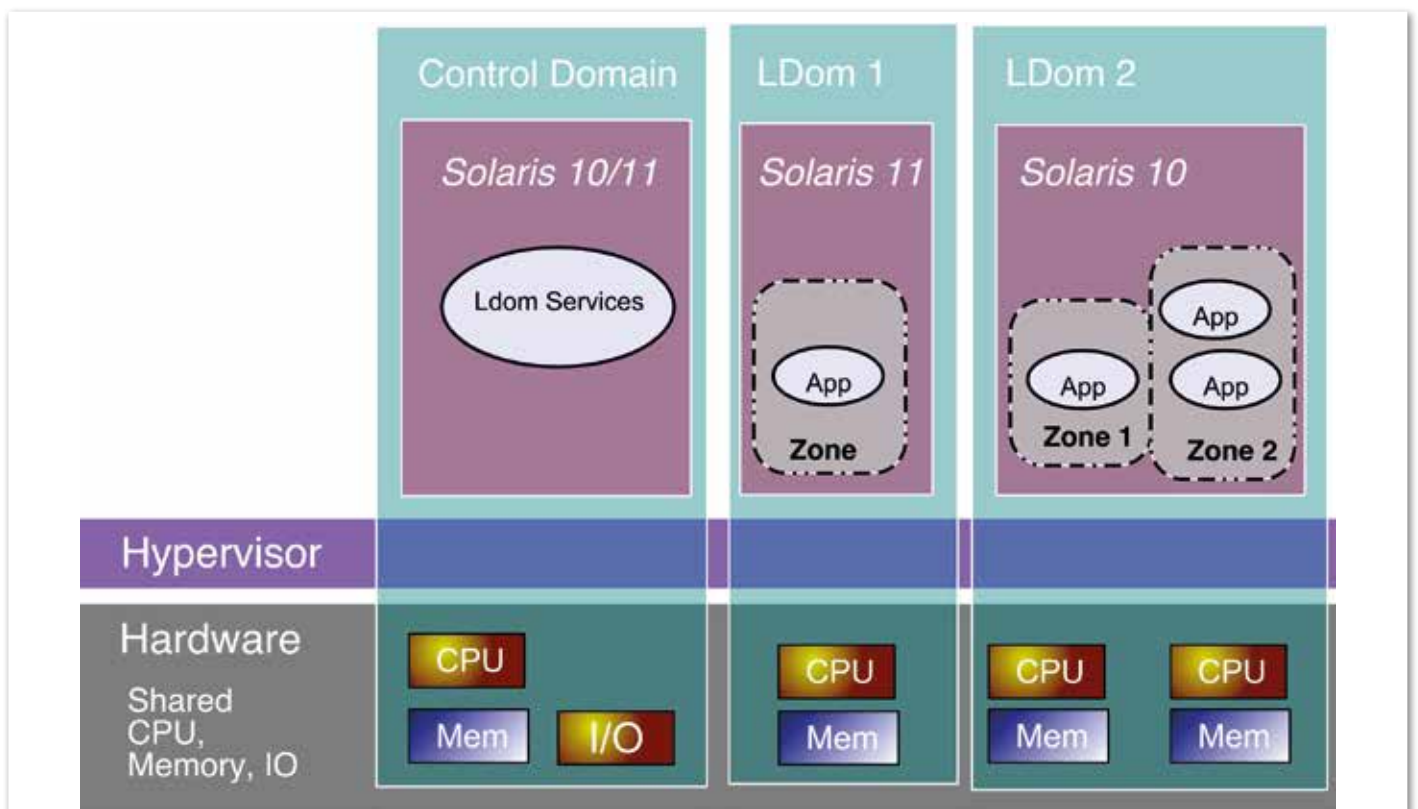 Control Domain
LDom 1
LDom 2
Solaris 10/11
Solaris 11
Solaris 10
Ldom Services
App
Zone
App
Zone 1
App
App
Zone 2
Hypervisor
Hardware
Shared
CPU,
Memory, IO
CPU
Mem
I/O
CPU
Mem
CPU
Mem
CPU
Mem